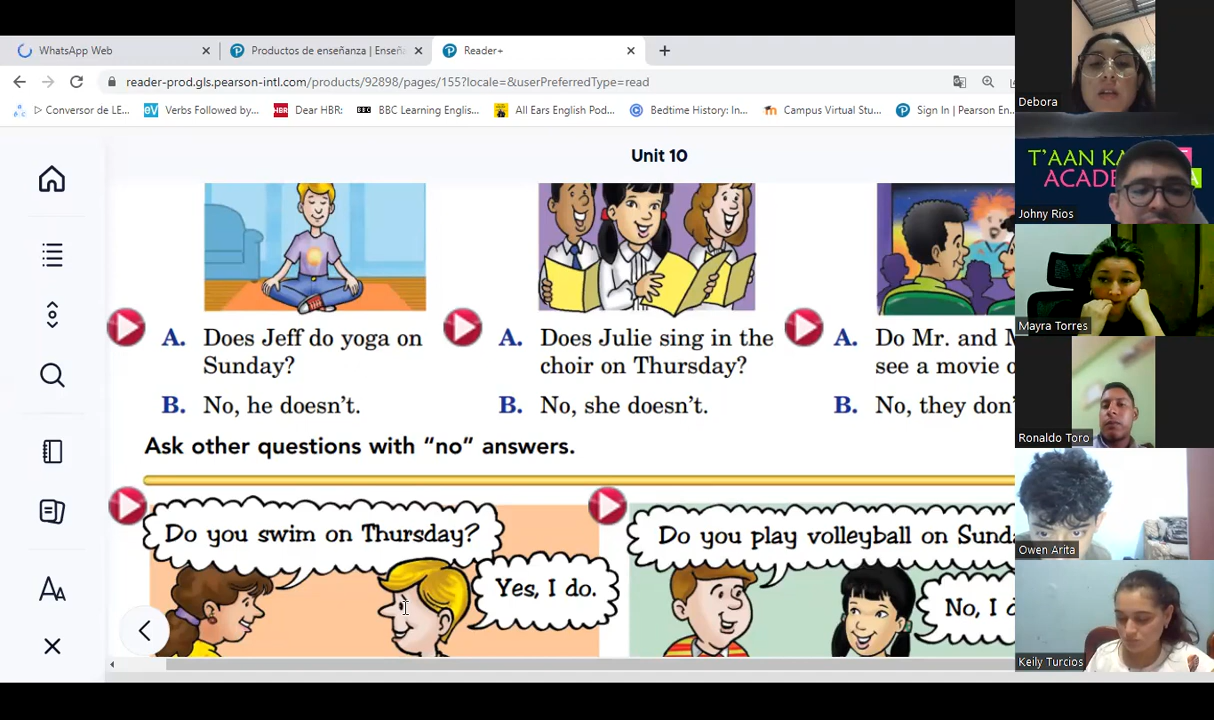 WhatsApp Web
Productos de enseñanza | Enseña
Reader+
reader-prod.gls.pearson-intl.com/products/92898/pages/155?locale=&userPreferredType=read
Conversor de LE...
Verbs Followed by...
Dear HBR:
BBC Learning Englis...
All Ears English Pod...
Bedtime History: In...
Campus Virtual Stu...
Sign In | Pearson En...
Unit 10
A. Does Jeff do yoga on
Sunday?
B. No, he doesn't.
A. Does Julie sing in the
choir on Thursday?
B. No, she doesn't.
A. Do Mr. and M
see a movie o
B. No, they don'
Ask other questions with "no" answers.
Do you swim on Thursday?
Yes, I do.
Do you play volleyball on Sund
No, I d
Debora
T'AAN KA
ACADE
Johny Rios
Mayra Torres
Ronaldo Toro
Owen Arita
Keily Turcios